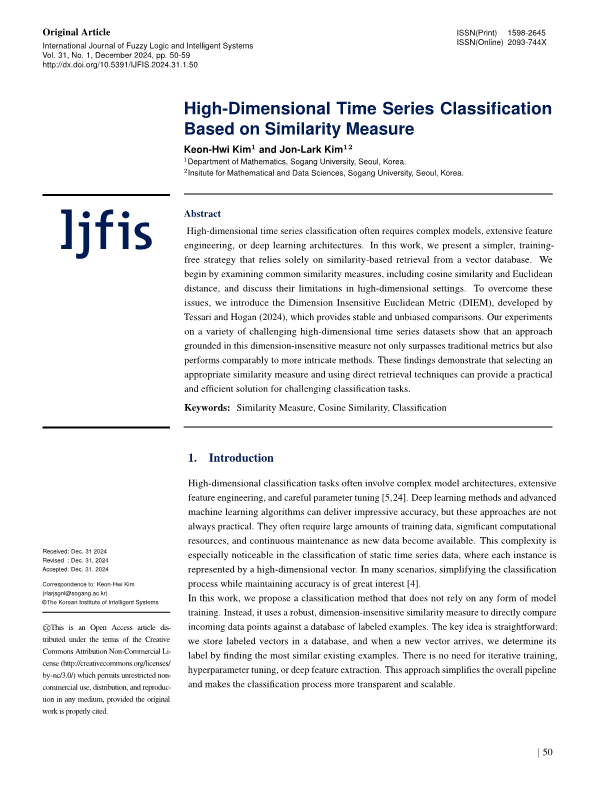 Original Article
International Journal of Fuzzy Logic and Intelligent Systems
Vol. 31, No. 1, December 2024, pp. 50-59
http://dx.doi.org/10.5391/IJFIS.2024.31.1.50
ISSN(Print) 1598-2645
ISSN(Online) 2093-744X
High-Dimensional Time Series Classification
Based on Similarity Measure
Keon-Hwi Kim1 and Jon-Lark Kim1 2
1Department of Mathematics, Sogang University, Seoul, Korea.
2Insitute for Mathematical and Data Sciences, Sogang University, Seoul, Korea.
Ijfis
Abstract
High-dimensional time series classification often requires complex models, extensive feature
engineering, or deep learning architectures. In this work, we present a simpler, training-
free strategy that relies solely on similarity-based retrieval from a vector database. We
begin by examining common similarity measures, including cosine similarity and Euclidean
distance, and discuss their limitations in high-dimensional settings. To overcome these
issues, we introduce the Dimension Insensitive Euclidean Metric (DIEM), developed by
Tessari and Hogan (2024), which provides stable and unbiased comparisons. Our experiments
on a variety of challenging high-dimensional time series datasets show that an approach
grounded in this dimension-insensitive measure not only surpasses traditional metrics but also
performs comparably to more intricate methods. These findings demonstrate that selecting an
appropriate similarity measure and using direct retrieval techniques can provide a practical
and efficient solution for challenging classification tasks.
Keywords: Similarity Measure, Cosine Similarity, Classification
1. Introduction
High-dimensional classification tasks often involve complex model architectures, extensive
feature engineering, and careful parameter tuning [5,24]. Deep learning methods and advanced
machine learning algorithms can deliver impressive accuracy, but these approaches are not
always practical. They often require large amounts of training data, significant computational
resources, and continuous maintenance as new data become available. This complexity is
especially noticeable in the classification of static time series data, where each instance is
represented by a high-dimensional vector. In many scenarios, simplifying the classification
process while maintaining accuracy is of great interest [4].
In this work, we propose a classification method that does not rely on any form of model
training. Instead, it uses a robust, dimension-insensitive similarity measure to directly compare
incoming data points against a database of labeled examples. The key idea is straightforward:
we store labeled vectors in a database, and when a new vector arrives, we determine its
label by finding the most similar existing examples. There is no need for iterative training,
hyperparameter tuning, or deep feature extraction. This approach simplifies the overall pipeline
and makes the classification process more transparent and scalable.
Received: Dec. 31 2024
Revised : Dec. 31, 2024
Accepted: Dec. 31, 2024
Correspondence to: Keon-Hwi Kim
(rlarjsgnl@sogang.ac.kr)
©The Korean Institute of Intelligent Systems
㏄This is an Open Access article dis-
tributed under the terms of the Creative
Commons Attribution Non-Commercial Li-
cense (http://creativecommons.org/licenses/
by-nc/3.0/) which permits unrestricted non-
commercial use, distribution, and reproduc-
tion in any medium, provided the original
work is properly cited.
| 50